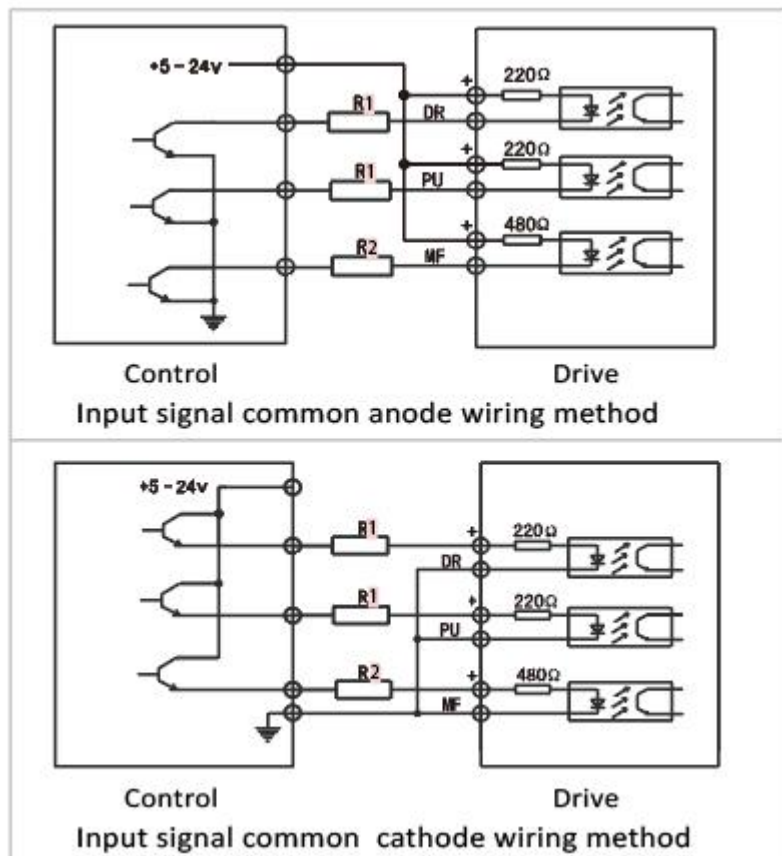 +5-24v
220Ω
R1
DR
220Ω
R1
PU
480Ω
R2
MF
Control Drive
Input signal common anode wiring method
+5-24v
R1
220Ω
DR
R1
220Ω
PU
R2
480Ω
MF
Control Drive
Input signal common cathode wiring method